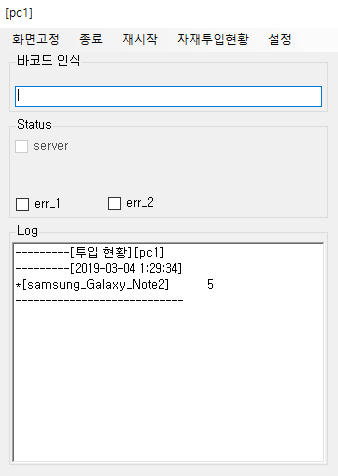 [pc1]
화면고정 종료 재시작 자재투입현황 설정
바코드 인식
Status
server
err_1 err_2
Log
---------[투입 현황][pc1]
---------[2019-03-04 1:29:34]
*[samsung_Galaxy_Note2] 5
----------------------------